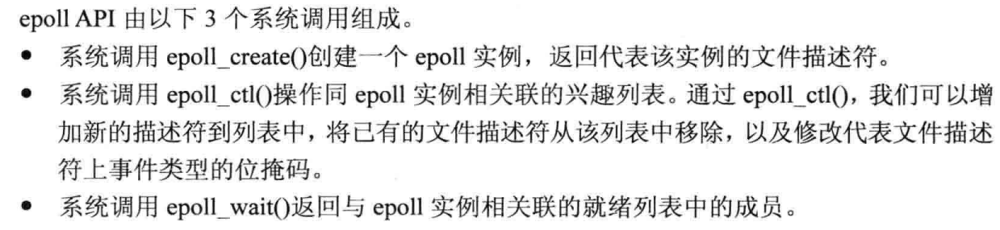 epoll API 由以下 3 个系统调用组成。
● 系统调用 epoll_create()创建一个 epoll 实例，返回代表该实例的文件描述符。
● 系统调用 epoll_ctl()操作同 epoll 实例相关联的兴趣列表。通过 epoll_ctl()，我们可以增
加新的描述符到列表中，将已有的文件描述符从该列表中移除，以及修改代表文件描述
符上事件类型的位掩码。
● 系统调用 epoll_wait()返回与 epoll 实例相关联的就绪列表中的成员。